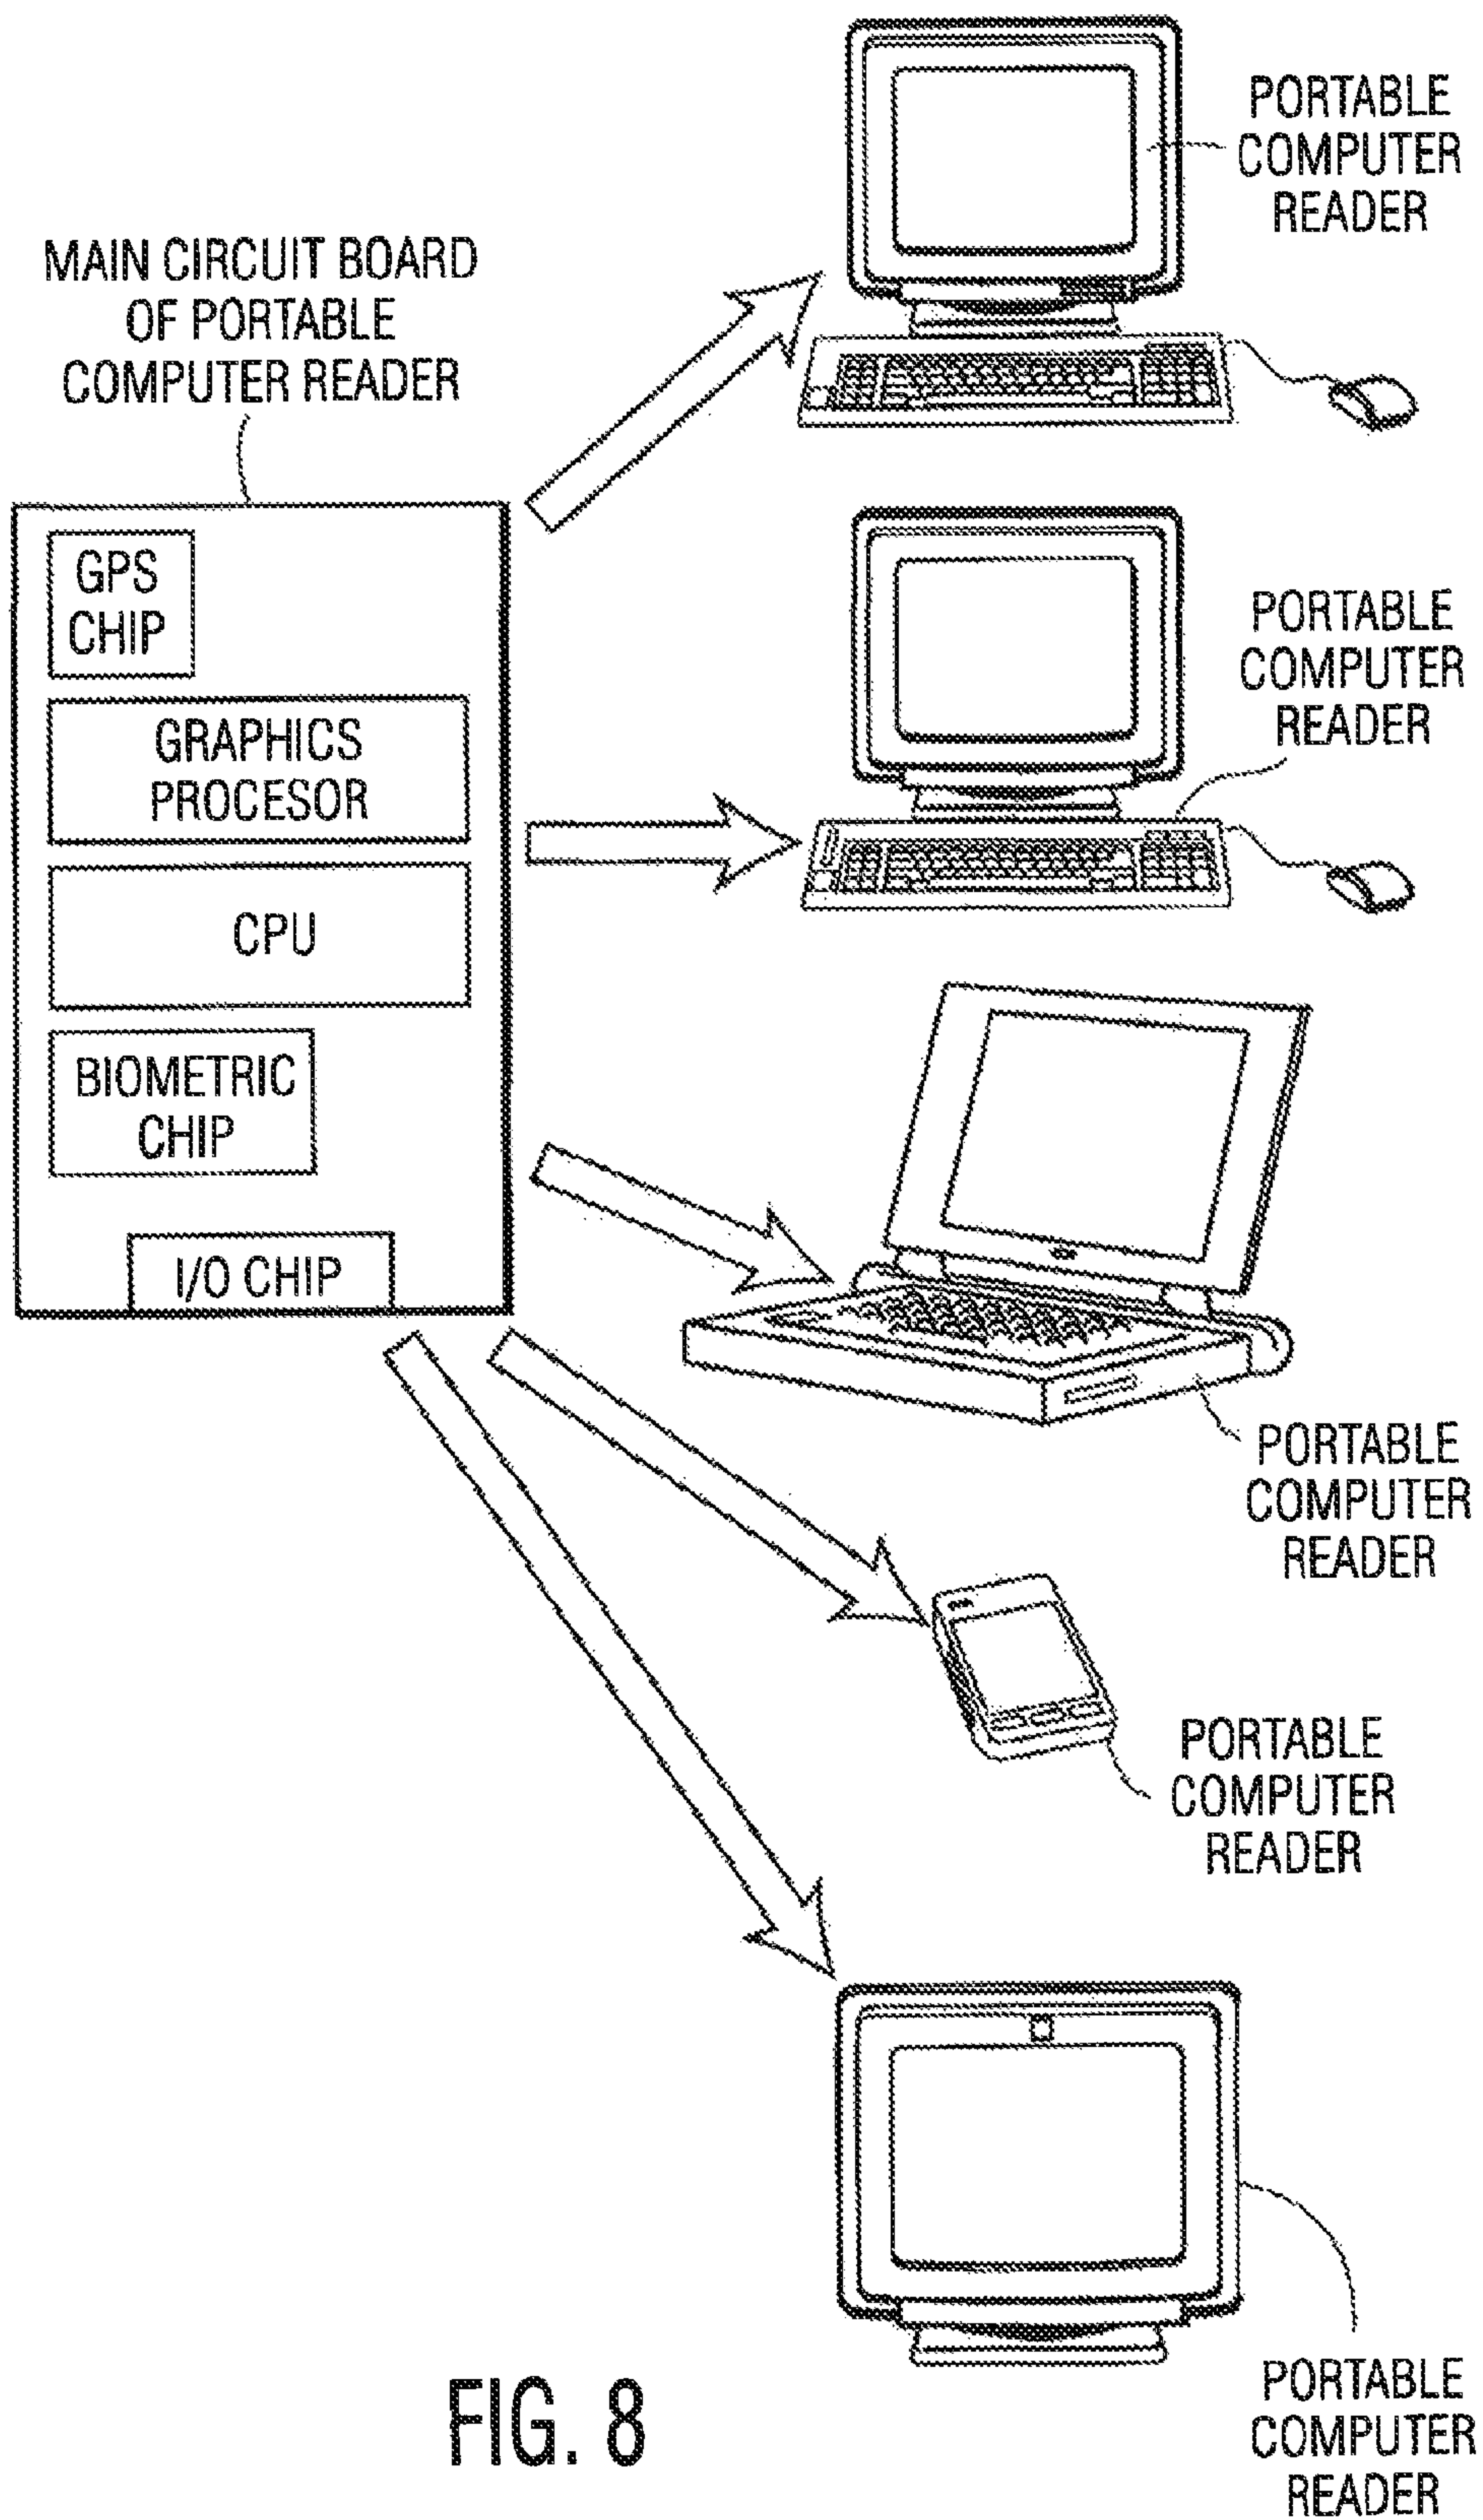 PORTABLE
COMPUTER
READER
MAIN CIRCUIT BOARD
OF PORTABLE
COMPUTER READER
GPS
CHIP
GRAPHICS
PROCESOR
CPU
BIOMETRIC
CHIP
I/O CHIP
PORTABLE
COMPUTER
READER
PORTABLE
COMPUTER
READER
PORTABLE
COMPUTER
READER
PORTABLE
COMPUTER
READER
FIG. 8